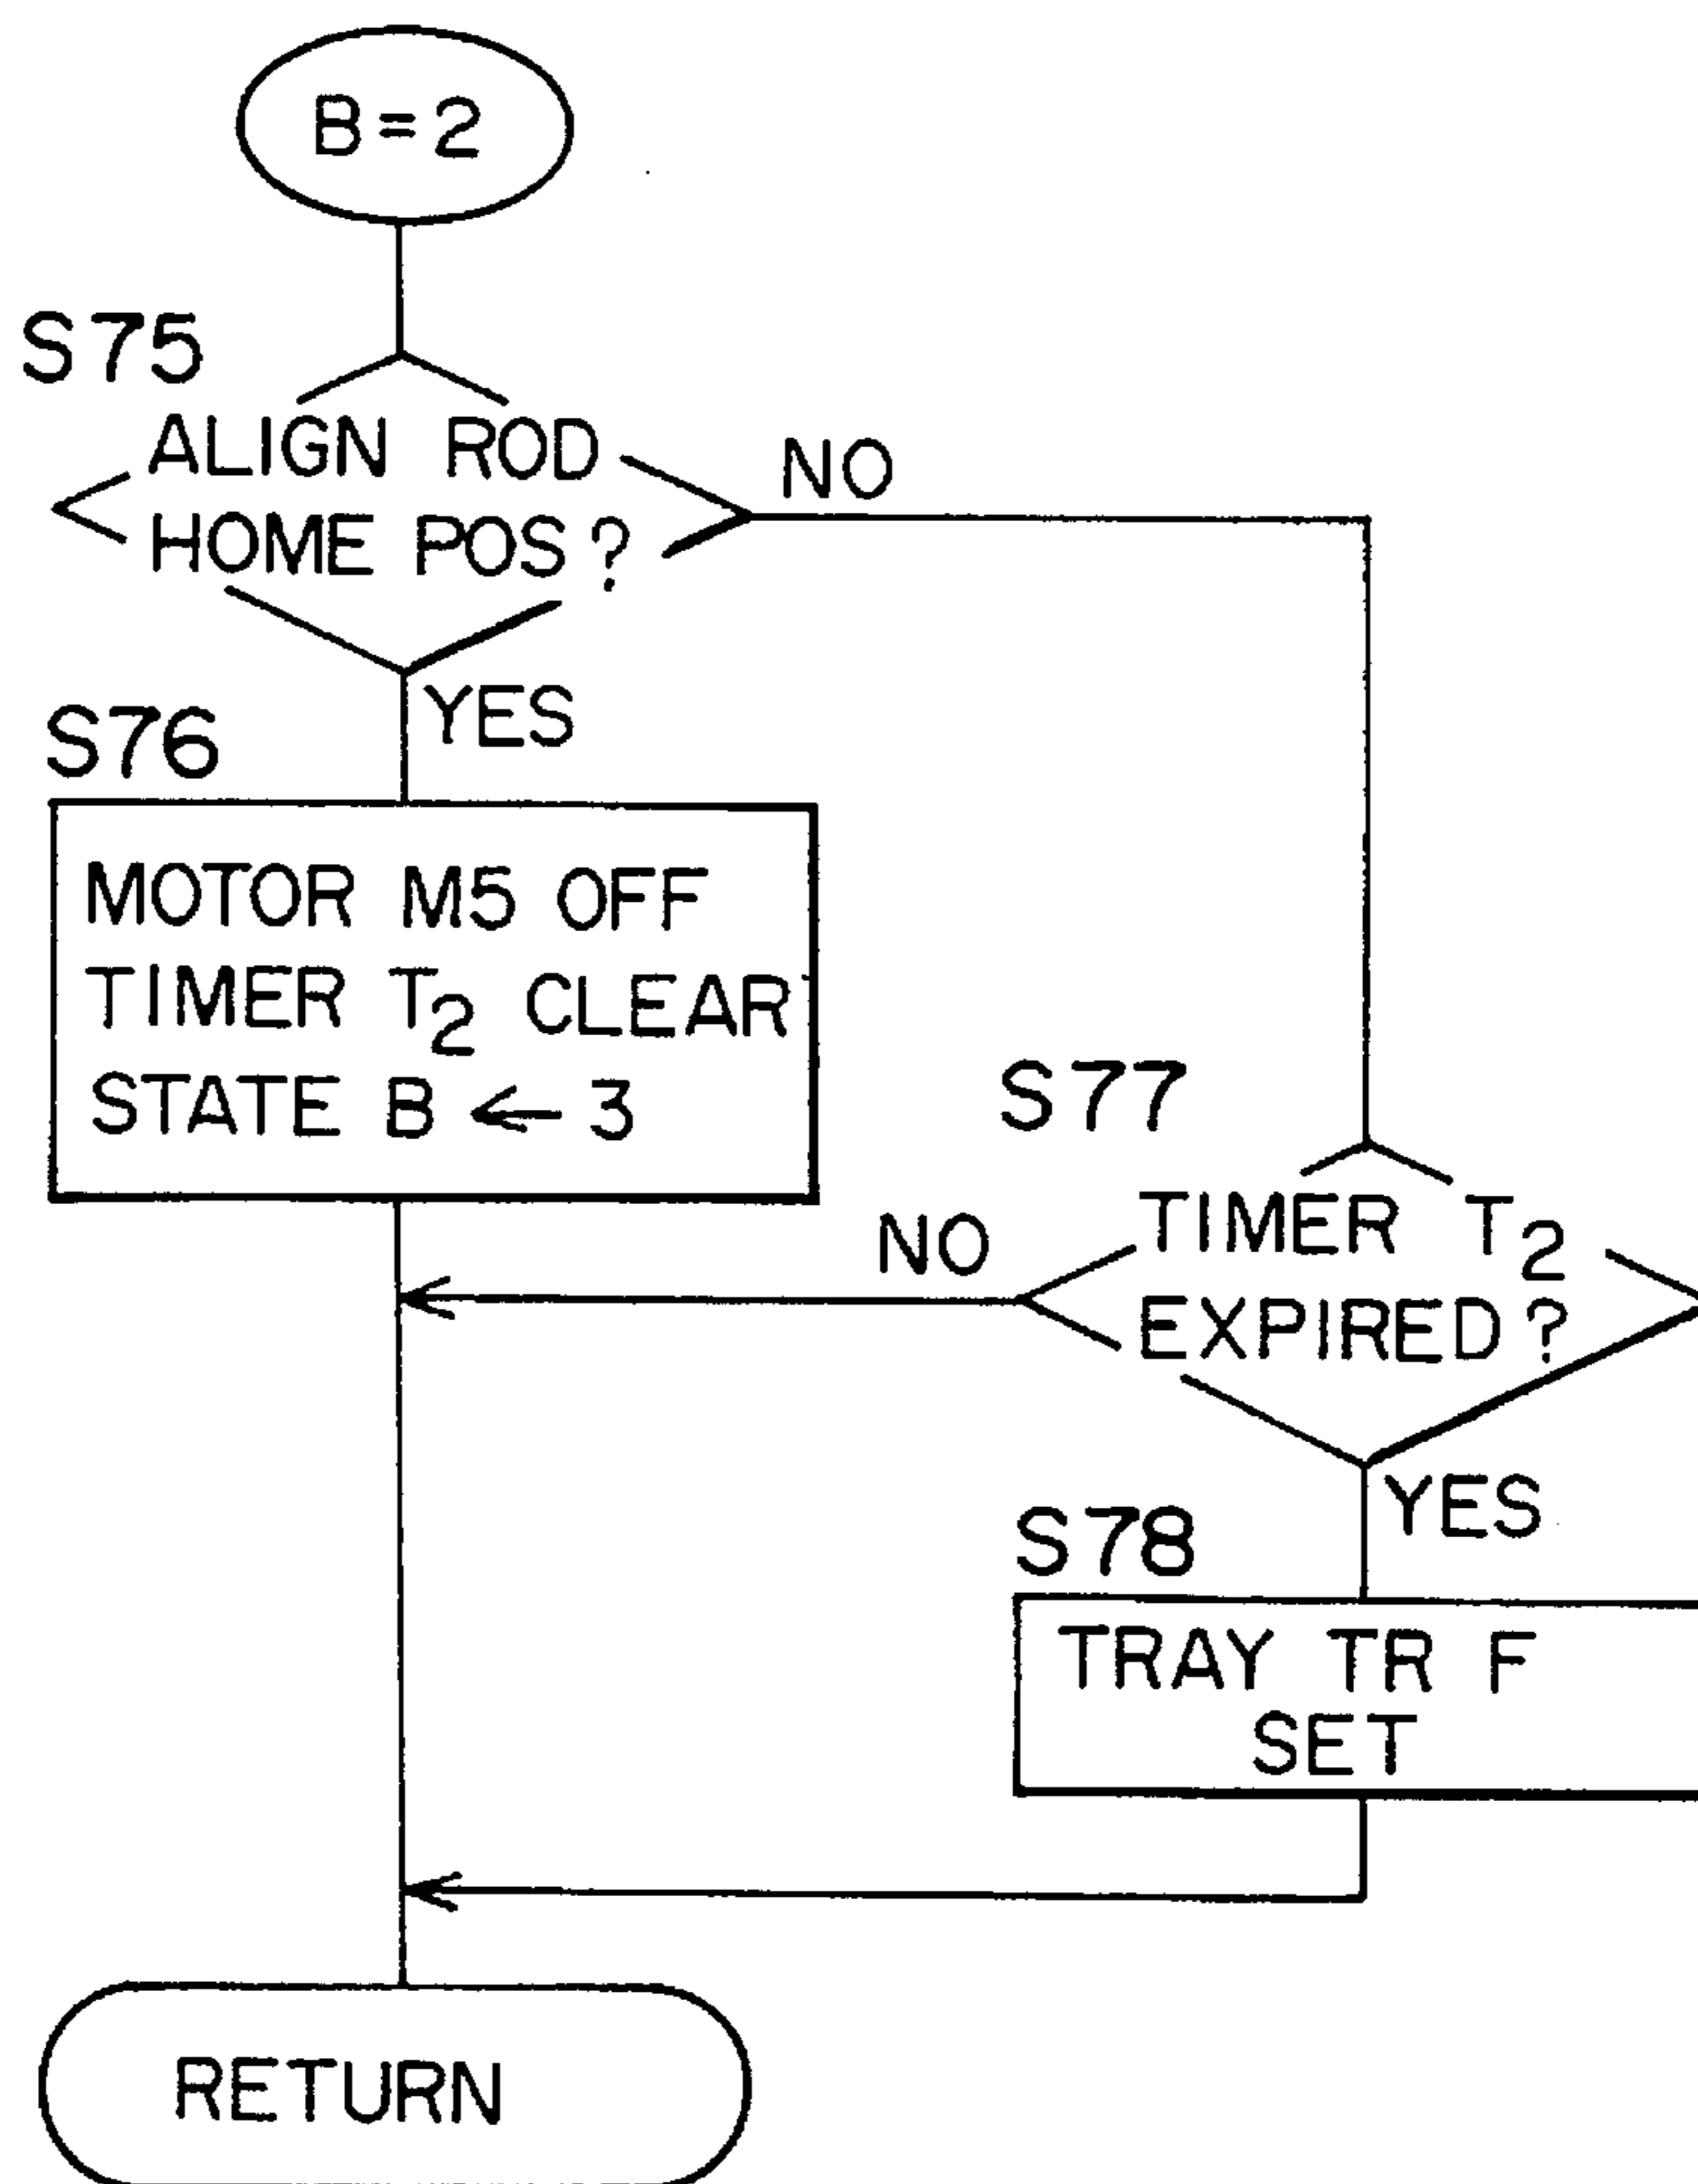 B=2
S75
ALIGN ROD
HOME POS?
NO
YES
S76
MOTOR M5 OFF
TIMER T₂ CLEAR
STATE B ← 3
S77
TIMER T₂
EXPIRED?
NO
YES
S78
TRAY TR F
SET
RETURN